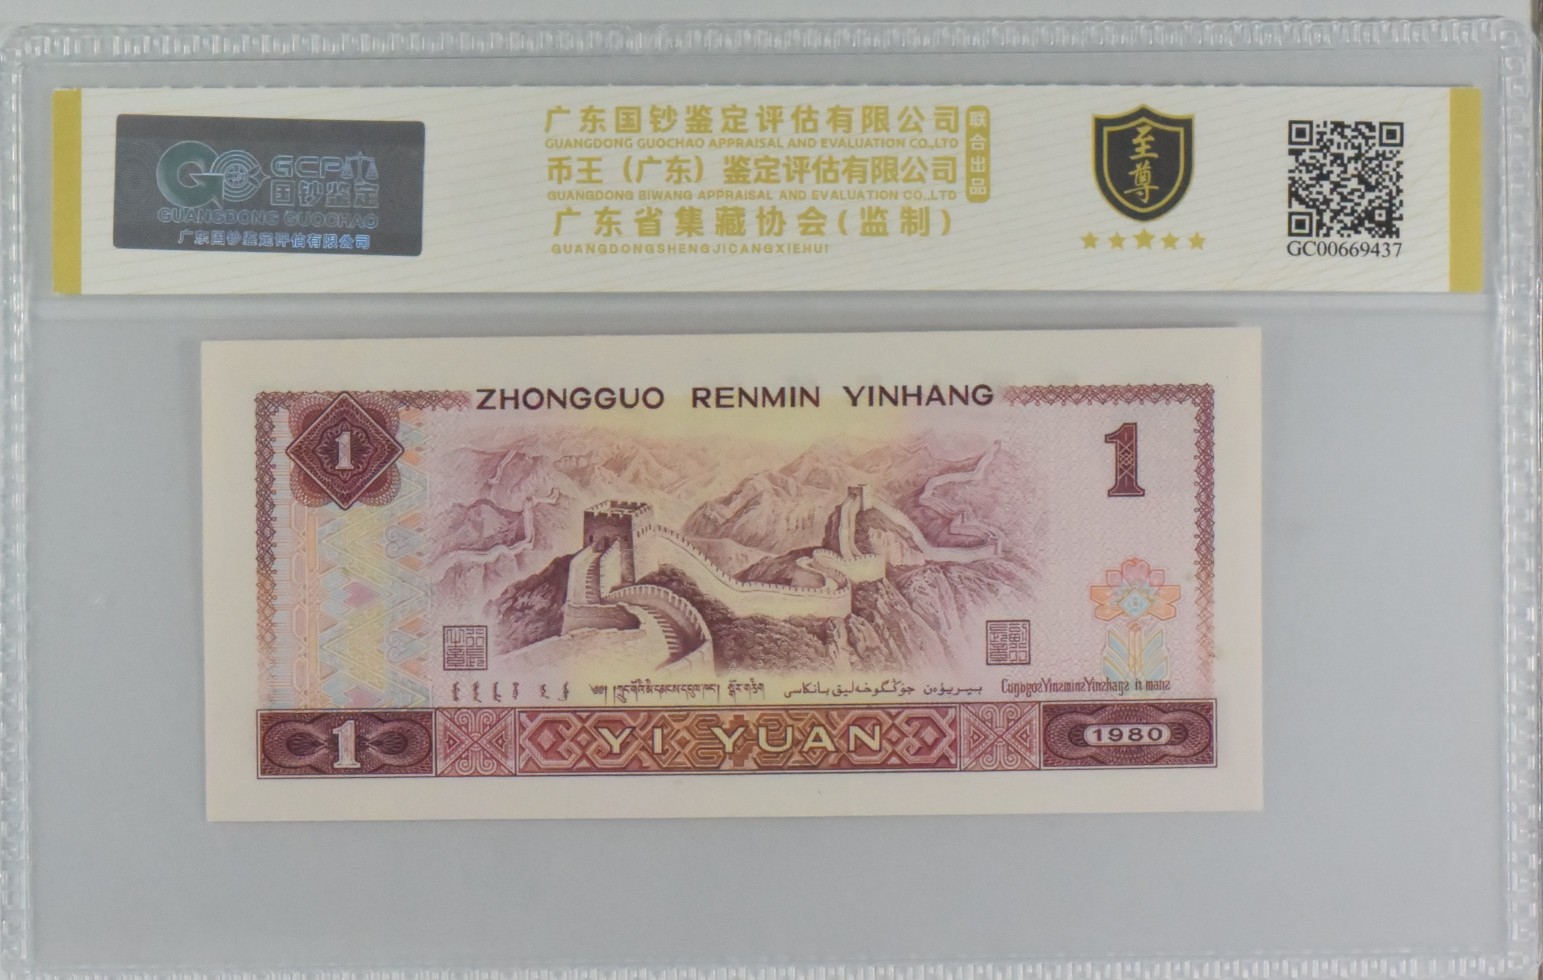 GCP
国钞鉴定
GUANGDONG GUOCHAO
广东国钞鉴定评估有限公司
广东国钞鉴定评估有限公司
GUANGDONG GUOCHAO APPRAISAL AND EVALUATION CO.,LTD
币王（广东）鉴定评估有限公司
GUANGDONG BIWANG APPRAISAL AND EVALUATION CO.,LTD
广东省集藏协会(监制)
GUANGDONGSHENGJICANGXIEHUI
联合出品
至尊
GC00669437
ZHONGGUO RENMIN YINHANG
1
1
1
YI YUAN
1980